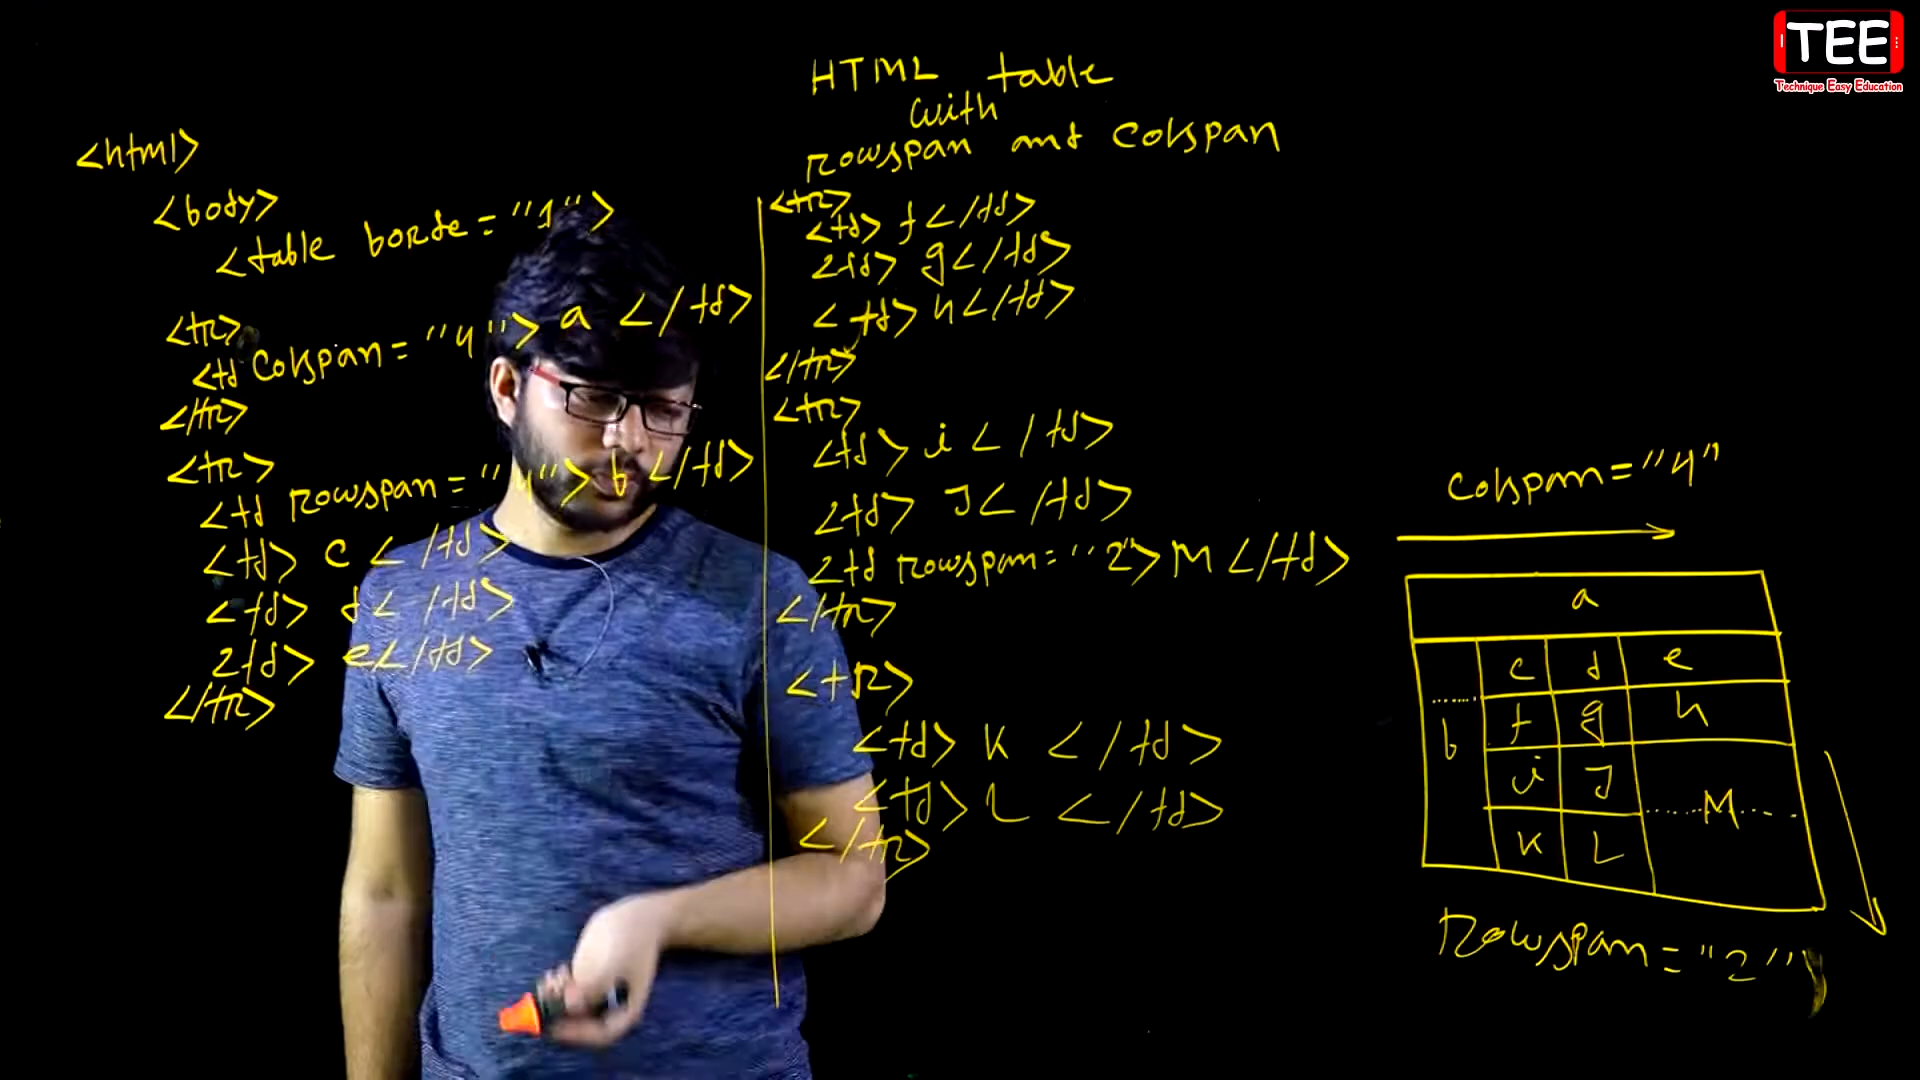 TEE
Technique Easy Education
HTML table
with
rowspan and colspan
<html>
<body>
<table borde="1">
<tr>
<td colspan="4"> a </td>
</tr>
<tr>
<td rowspan="4"> b </td>
<td> c </td>
<td> d </td>
<td> e </td>
</tr>
<tr>
<td> f </td>
<td> g </td>
<td> h </td>
</tr>
<tr>
<td> i </td>
<td> J </td>
<td rowspan="2"> M </td>
</tr>
<tr>
<td> K </td>
<td> L </td>
</tr>
colspan="4"
a
c d e
b f g h
i J M
K L
rowspan="2"